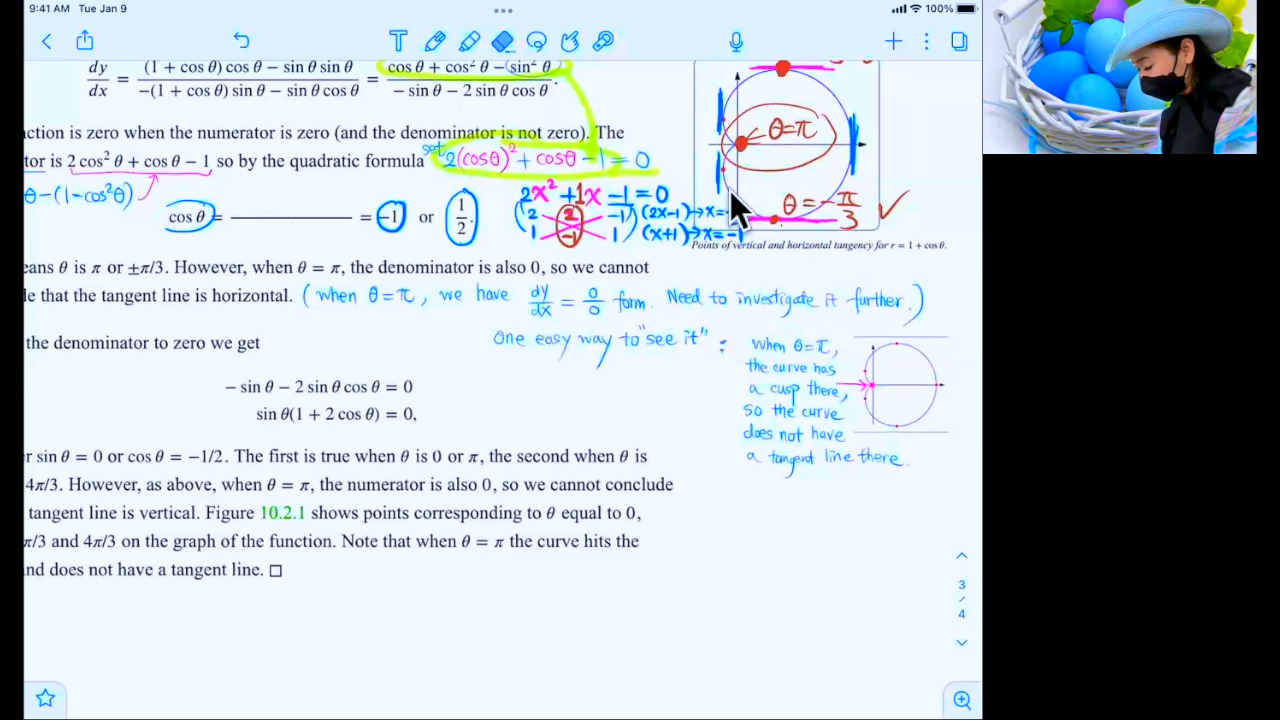 9:41 AM Tue Jan 9
100%
dy/dx = (1 + cos θ) cos θ − sin θ sin θ / −(1 + cos θ) sin θ − sin θ cos θ = cos θ + cos² θ − (sin² θ / − sin θ − 2 sin θ cos θ.
θ=π
ction is zero when the numerator is zero (and the denominator is not zero). The
tor is 2 cos² θ + cos θ − 1 so by the quadratic formula set 2(cosθ)² + cosθ − 1 = 0
θ−(1−cos²θ)
2x² + 1x − 1 = 0
cos θ = ________ = −1 or 1/2.
2 2 −1 (2x−1)→x=
1 −1 1 (x+1)→x=−1
θ = −π/3 ✓
Points of vertical and horizontal tangency for r = 1 + cos θ.
eans θ is π or ±π/3. However, when θ = π, the denominator is also 0, so we cannot
le that the tangent line is horizontal. (when θ=π, we have dy/dx = 0/0 form. Need to investigate it further.)
One easy way to "see it" :
when θ=π,
the curve has
a cusp there,
so the curve
does not have
a tangent line there.
the denominator to zero we get
− sin θ − 2 sin θ cos θ = 0
sin θ(1 + 2 cos θ) = 0,
r sin θ = 0 or cos θ = −1/2. The first is true when θ is 0 or π, the second when θ is
4π/3. However, as above, when θ = π, the numerator is also 0, so we cannot conclude
tangent line is vertical. Figure 10.2.1 shows points corresponding to θ equal to 0,
π/3 and 4π/3 on the graph of the function. Note that when θ = π the curve hits the
nd does not have a tangent line. □
3
/
4